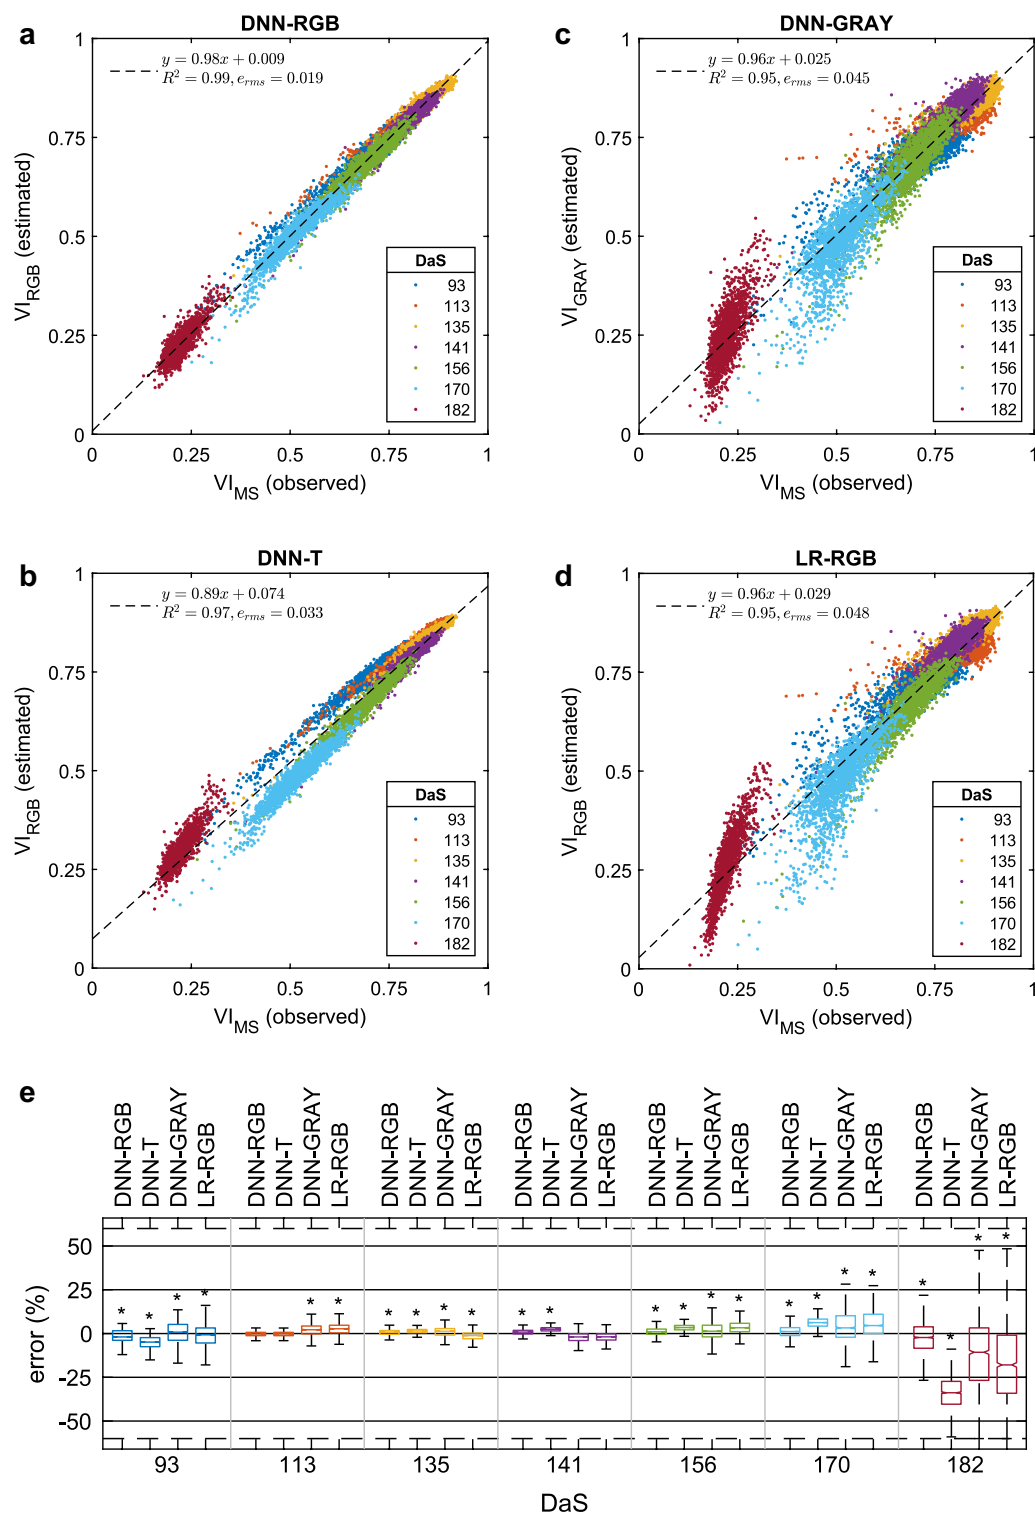 a
DNN-RGB
y = 0.98x + 0.009
R² = 0.99, e_rms = 0.019
1
0.75
0.5
0.25
0
VI_RGB (estimated)
DaS
93
113
135
141
156
170
182
0
0.25
0.5
0.75
1
VI_MS (observed)
c
DNN-GRAY
y = 0.96x + 0.025
R² = 0.95, e_rms = 0.045
1
0.75
0.5
0.25
0
VI_GRAY (estimated)
DaS
93
113
135
141
156
170
182
0
0.25
0.5
0.75
1
VI_MS (observed)
b
DNN-T
y = 0.89x + 0.074
R² = 0.97, e_rms = 0.033
1
0.75
0.5
0.25
0
VI_RGB (estimated)
DaS
93
113
135
141
156
170
182
0
0.25
0.5
0.75
1
VI_MS (observed)
d
LR-RGB
y = 0.96x + 0.029
R² = 0.95, e_rms = 0.048
1
0.75
0.5
0.25
0
VI_RGB (estimated)
DaS
93
113
135
141
156
170
182
0
0.25
0.5
0.75
1
VI_MS (observed)
e
DNN-RGB
DNN-T
DNN-GRAY
LR-RGB
DNN-RGB
DNN-T
DNN-GRAY
LR-RGB
DNN-RGB
DNN-T
DNN-GRAY
LR-RGB
DNN-RGB
DNN-T
DNN-GRAY
LR-RGB
DNN-RGB
DNN-T
DNN-GRAY
LR-RGB
DNN-RGB
DNN-T
DNN-GRAY
LR-RGB
DNN-RGB
DNN-T
DNN-GRAY
LR-RGB
50
25
0
-25
-50
error (%)
* * * * * * * * * * * * * * * * * * * * * * * *
93 113 135 141 156 170 182
DaS